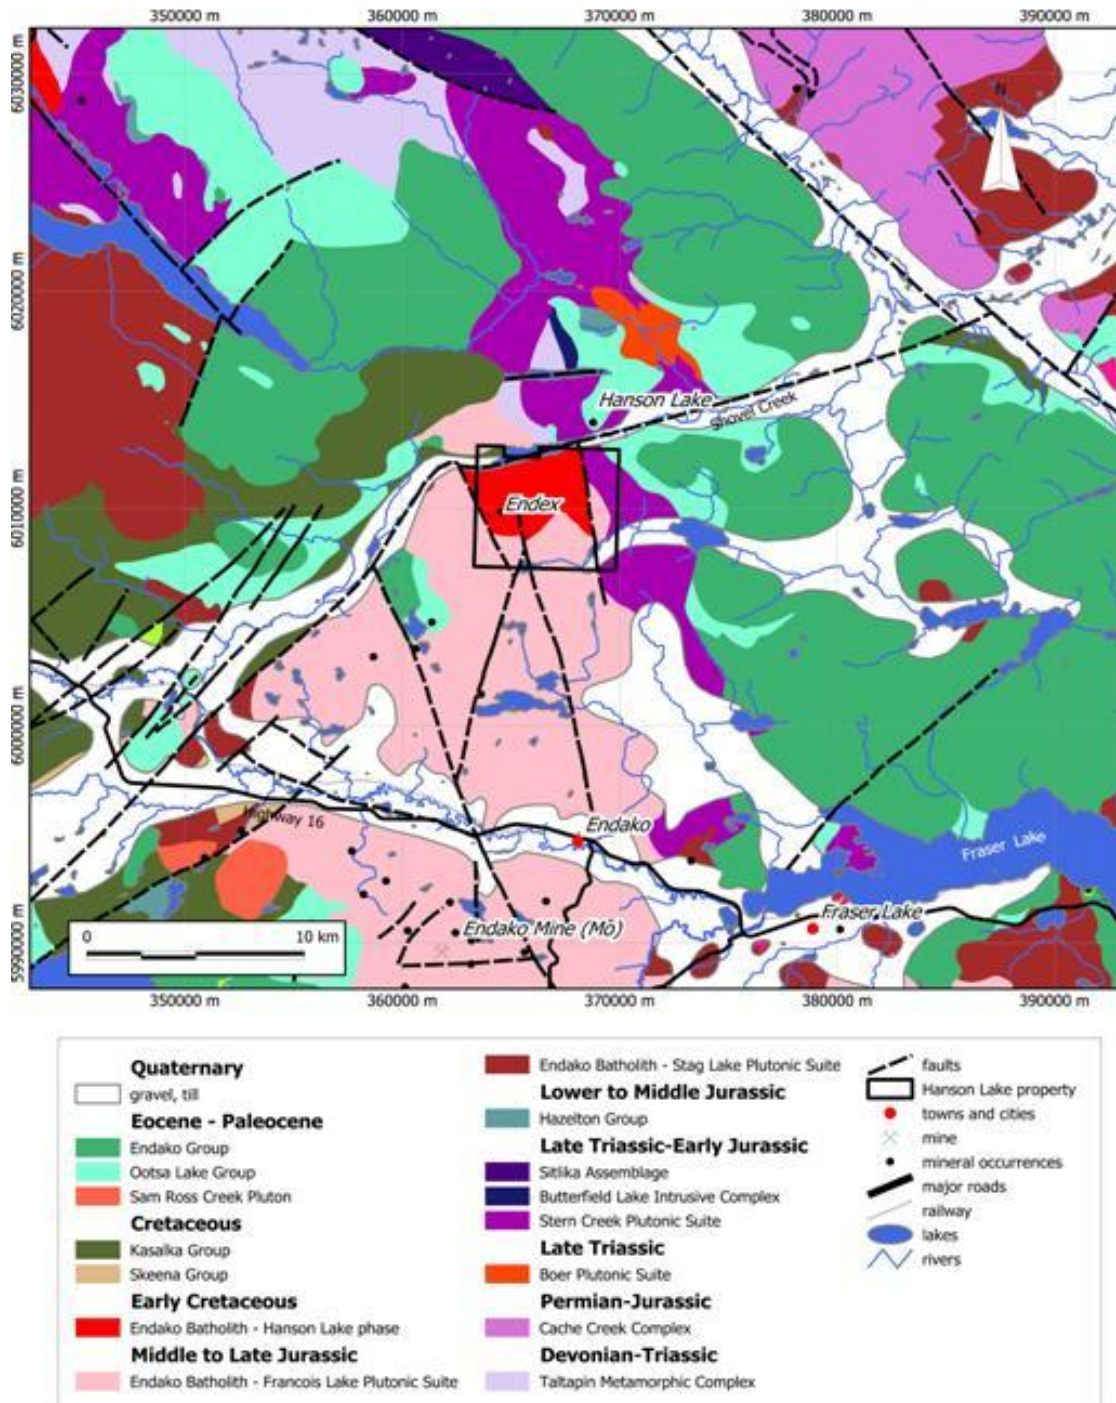 350000 m 360000 m 370000 m 380000 m 390000 m
6030000 m
N
6020000 m
Hanson Lake
Shovel Creek
6010000 m
Endex
6000000 m
Highway 16
Endako
Fraser Lake
Fraser Lake
Endako Mine (Mo)
5990000 m
0 10 km
350000 m 360000 m 370000 m 380000 m 390000 m
Quaternary
gravel, till
Eocene - Paleocene
Endako Group
Ootsa Lake Group
Sam Ross Creek Pluton
Cretaceous
Kasalka Group
Skeena Group
Early Cretaceous
Endako Batholith - Hanson Lake phase
Middle to Late Jurassic
Endako Batholith - Francois Lake Plutonic Suite
Endako Batholith - Stag Lake Plutonic Suite
Lower to Middle Jurassic
Hazelton Group
Late Triassic-Early Jurassic
Sitlika Assemblage
Butterfield Lake Intrusive Complex
Stern Creek Plutonic Suite
Late Triassic
Boer Plutonic Suite
Permian-Jurassic
Cache Creek Complex
Devonian-Triassic
Taltapin Metamorphic Complex
faults
Hanson Lake property
towns and cities
mine
mineral occurrences
major roads
railway
lakes
rivers